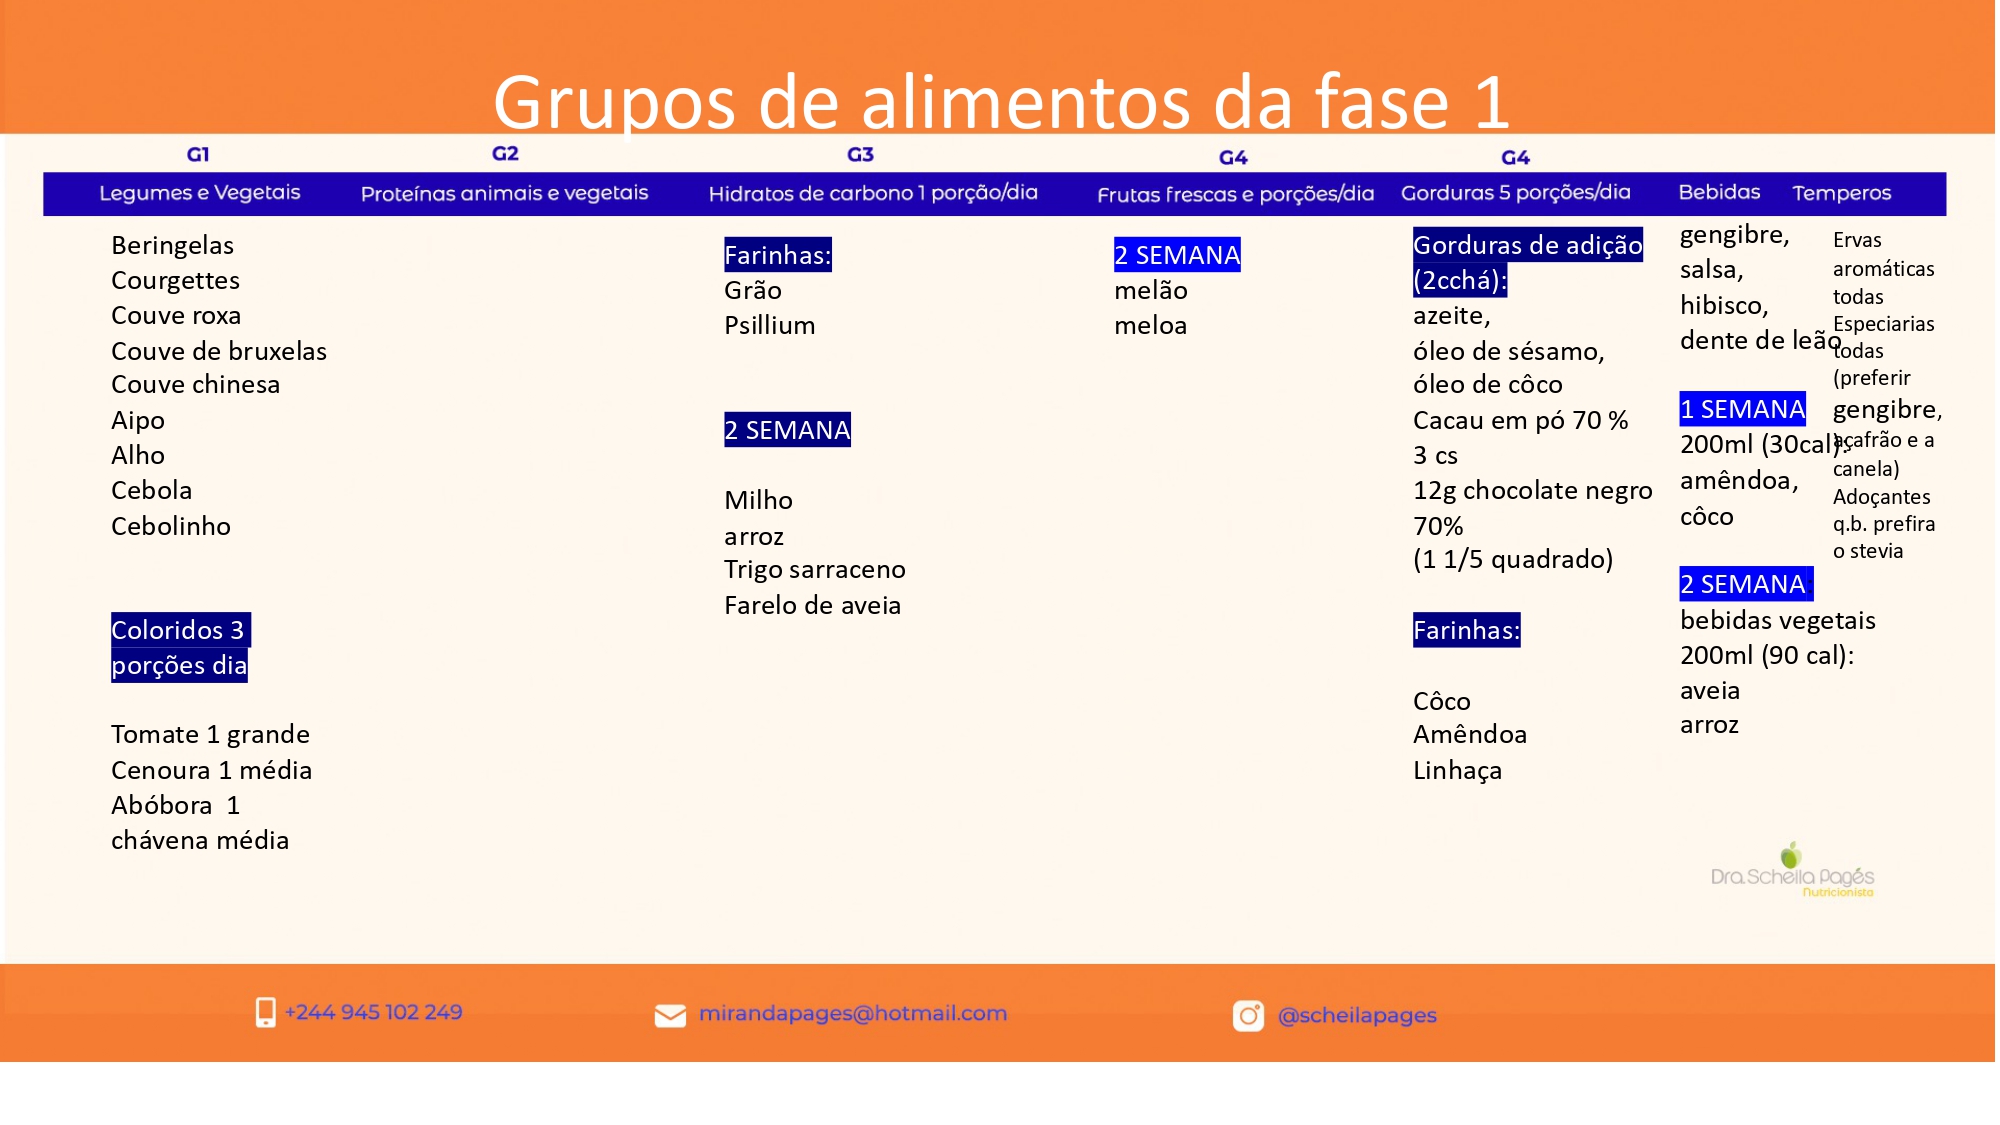 Grupos de alimentos da fase 1
G1
Legumes e Vegetais
Beringelas
Courgettes
Couve roxa
Couve de bruxelas
Couve chinesa
Aipo
Alho
Cebola
Cebolinho
Coloridos 3
porções dia
Tomate 1 grande
Cenoura 1 média
Abóbora 1
chávena média
G2
Proteínas animais e vegetais
G3
Hidratos de carbono 1 porção/dia
Farinhas:
Grão
Psillium
2 SEMANA
Milho
arroz
Trigo sarraceno
Farelo de aveia
G4
Frutas frescas e porções/dia
2 SEMANA
melão
meloa
G4
Gorduras 5 porções/dia
Gorduras de adição
(2cchá):
azeite,
óleo de sésamo,
óleo de côco
Cacau em pó 70 %
3 cs
12g chocolate negro
70%
(1 1/5 quadrado)
Farinhas:
Côco
Amêndoa
Linhaça
Bebidas
gengibre,
salsa,
hibisco,
dente de leão
1 SEMANA
200ml (30cal):
amêndoa,
côco
2 SEMANA:
bebidas vegetais
200ml (90 cal):
aveia
arroz
Temperos
Ervas
aromáticas
todas
Especiarias
todas
(preferir
gengibre,
açafrão e a
canela)
Adoçantes
q.b. prefira
o stevia
Dra.Scheila Pagés
Nutricionista
+244 945 102 249
mirandapages@hotmail.com
@scheilapages